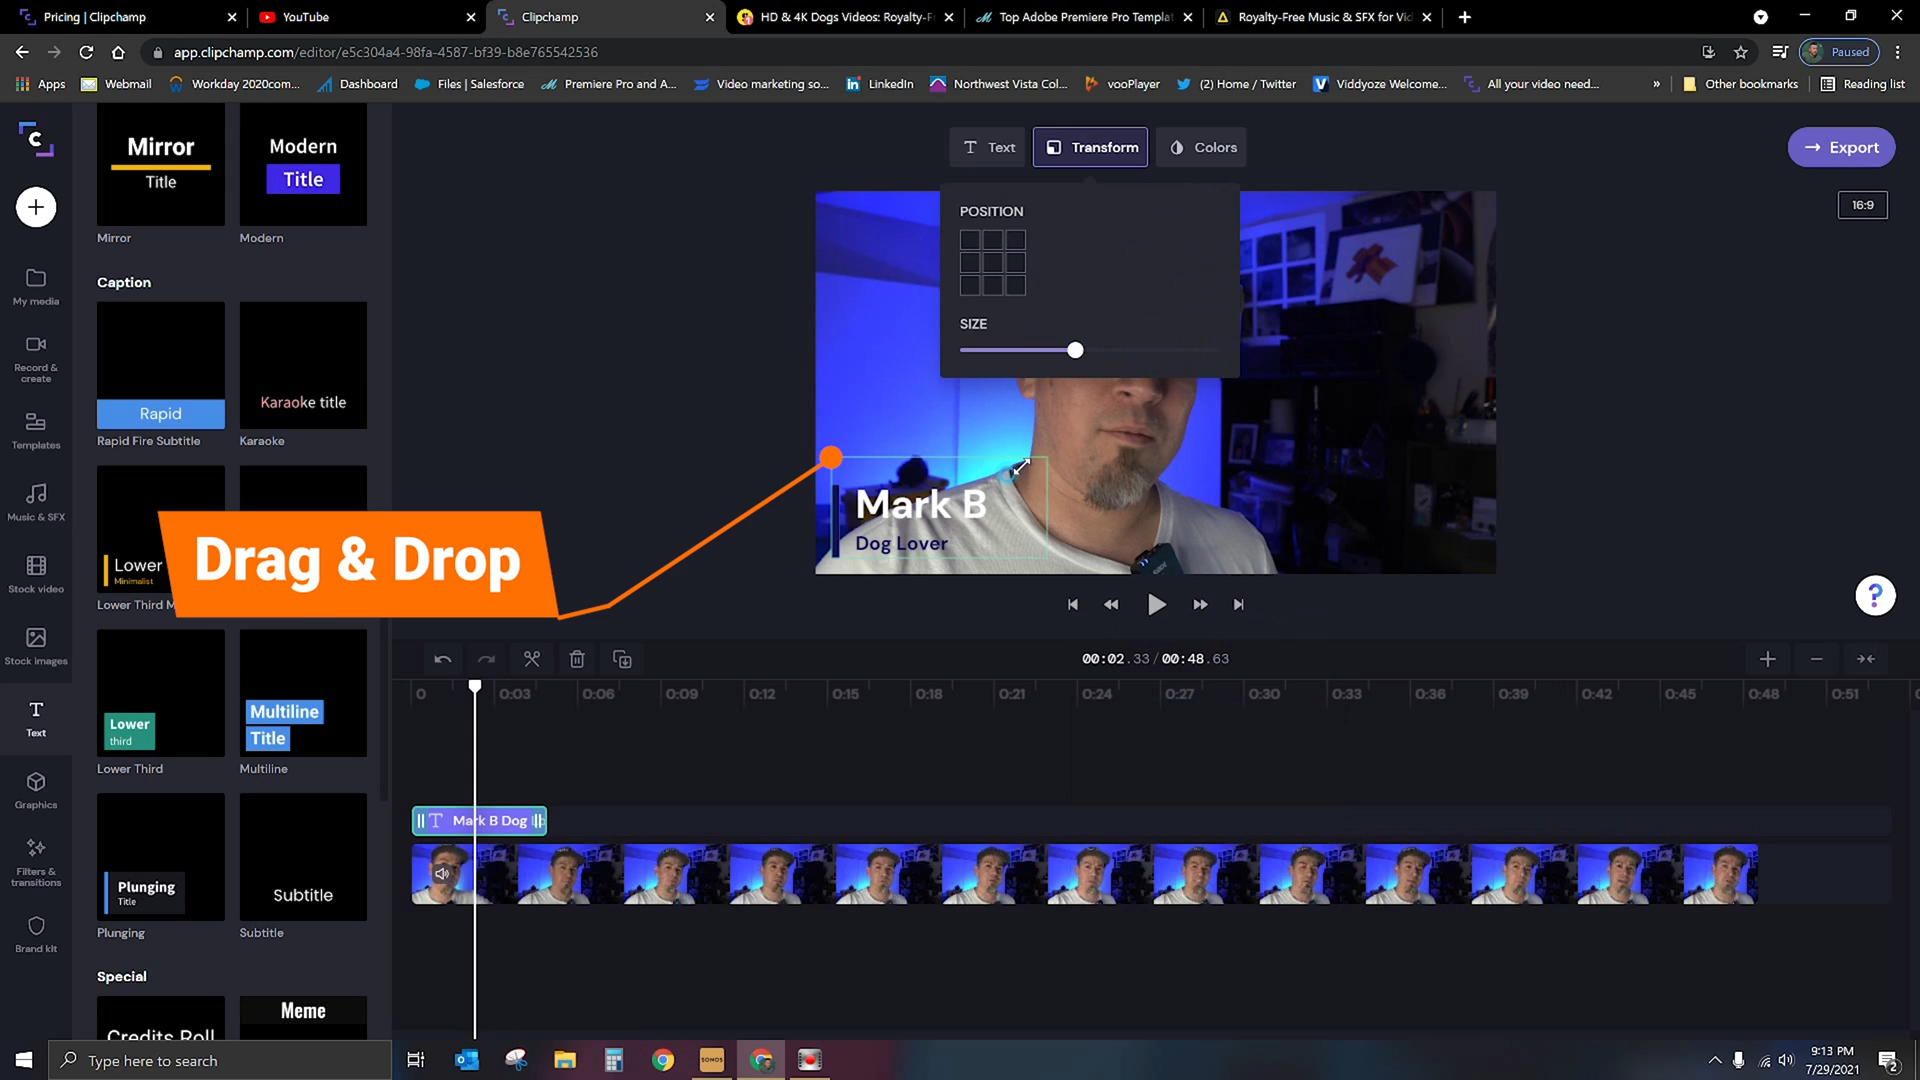 Pricing | Clipchamp
YouTube
Clipchamp
HD & 4K Dogs Videos: Royalty-F
Top Adobe Premiere Pro Templat
Royalty-Free Music & SFX for Vid
app.clipchamp.com/editor/e5c304a4-98fa-4587-bf39-b8e765542536
Paused
Apps
Webmail
Workday 2020com...
Dashboard
Files | Salesforce
Premiere Pro and A...
Video marketing so...
LinkedIn
Northwest Vista Col...
vooPlayer
(2) Home / Twitter
Viddyoze Welcome...
All your video need...
»
Other bookmarks
Reading list
Text
Transform
Colors
Export
16:9
POSITION
SIZE
My media
Record & create
Templates
Music & SFX
Stock video
Stock images
Text
Graphics
Filters & transitions
Brand kit
Mirror
Title
Mirror
Modern
Title
Modern
Caption
Rapid
Rapid Fire Subtitle
Karaoke title
Karaoke
Lower
Minimalist
Lower Third M
Lower
third
Lower Third
Multiline
Title
Multiline
Plunging
Title
Plunging
Subtitle
Subtitle
Special
Credits Roll
Meme
Drag & Drop
Mark B
Dog Lover
?
00:02.33/00:48.63
0
0:03
0:06
0:09
0:12
0:15
0:18
0:21
0:24
0:27
0:30
0:33
0:36
0:39
0:42
0:45
0:48
0:51
Mark B Dog
Type here to search
SONOS
9:13 PM
7/29/2021
2